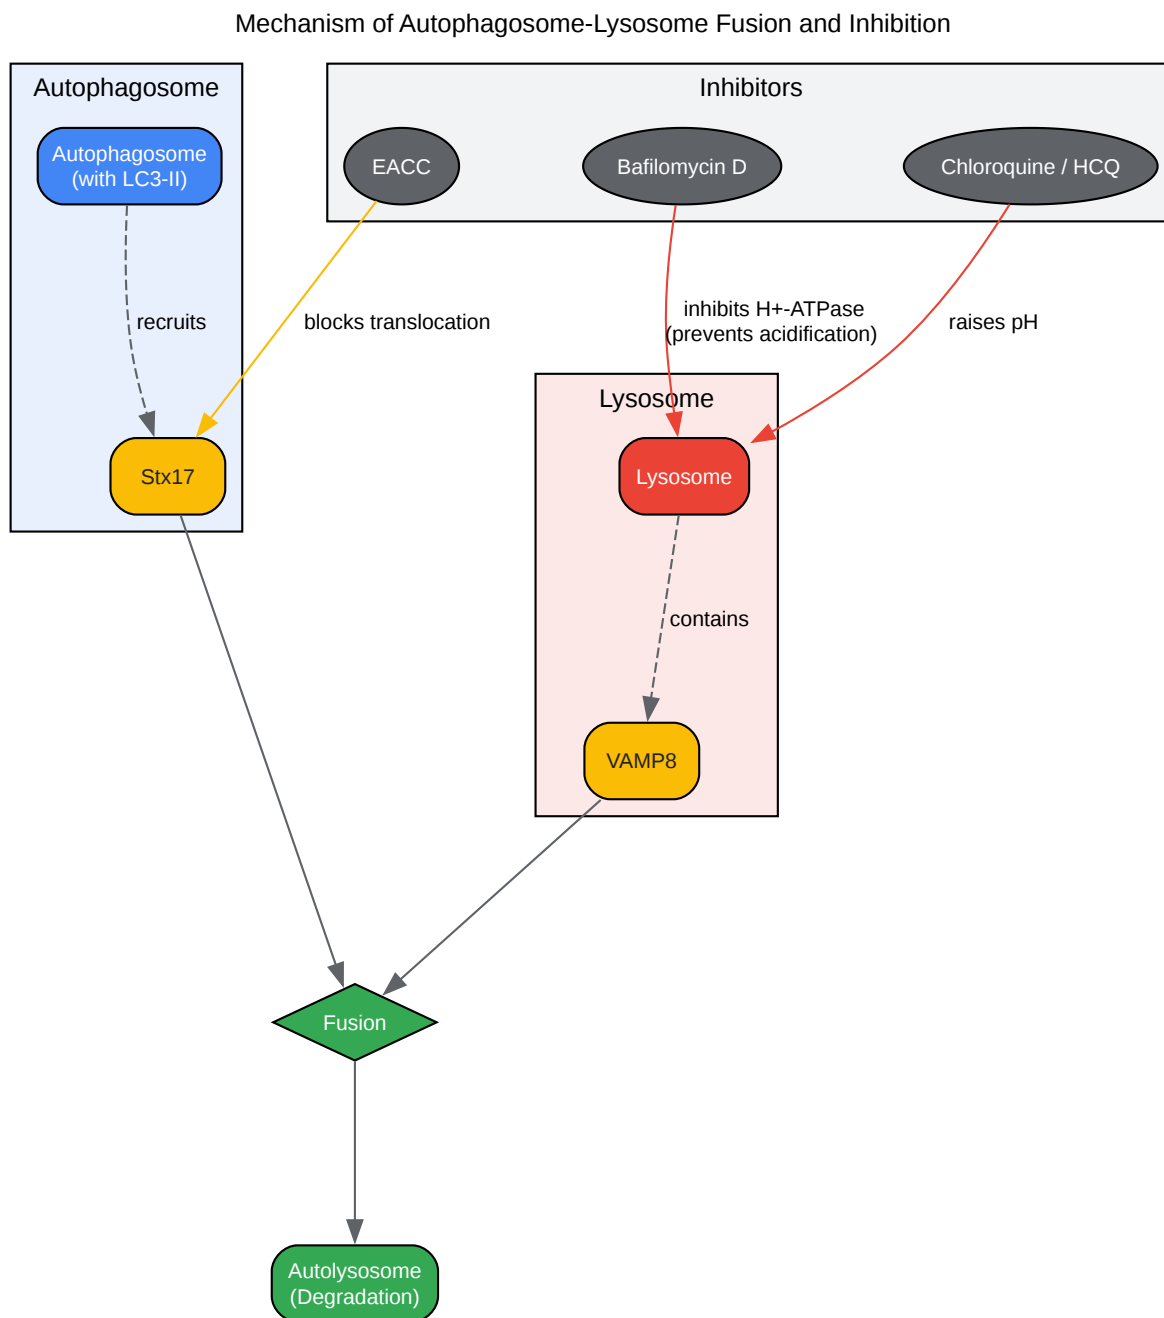 Mechanism of Autophagosome-Lysosome Fusion and Inhibition
Autophagosome
Inhibitors
Autophagosome
(with LC3-II)
EACC
Bafilomycin D
Chloroquine / HCQ
recruits
blocks translocation
inhibits H+-ATPase
(prevents acidification)
raises pH
Lysosome
Stx17
Lysosome
contains
VAMP8
Fusion
Autolysosome
(Degradation)